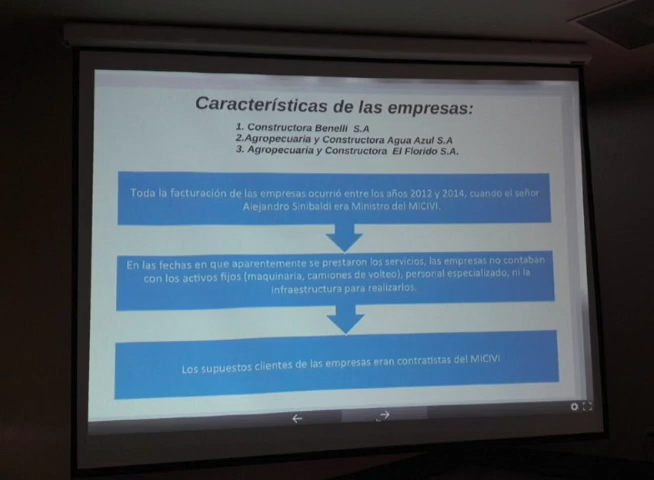 Características de las empresas:
1. Constructora Benelli S.A
2.Agropecuaria y Constructora Agua Azul S.A
3. Agropecuaria y Constructora El Florido S.A.
Toda la facturación de las empresas ocurrió entre los años 2012 y 2014, cuando el señor
Alejandro Sinibaldi era Ministro del MICIVI.
En las fechas en que aparentemente se prestaron los servicios, las empresas no contaban
con los activos fijos (maquinaria, camiones de volteo), personal especializado, ni la
infraestructura para realizarlos.
Los supuestos clientes de las empresas eran contratistas del MICIVI